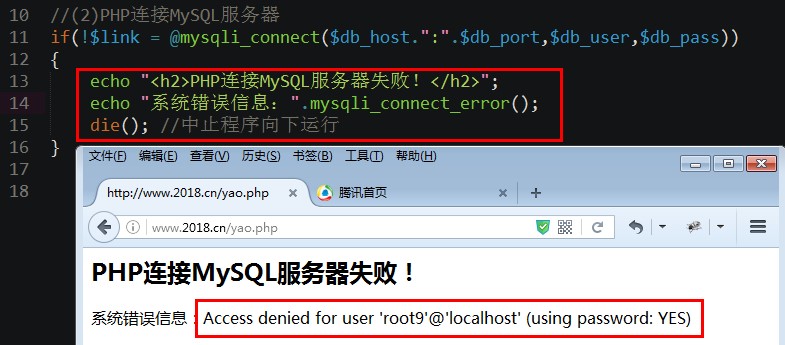 10 //(2)PHP连接MySQL服务器
11 if(!$link = @mysqli_connect($db_host.":".$db_port,$db_user,$db_pass))
12 {
13 echo "<h2>PHP连接MySQL服务器失败！</h2>";
14 echo "系统错误信息：".mysqli_connect_error();
15 die(); //中止程序向下运行
16 }
17
18
文件(F) 编辑(E) 查看(V) 历史(S) 书签(B) 工具(T) 帮助(H)
http://www.2018.cn/yao.php 腾讯首页
www.2018.cn/yao.php
PHP连接MySQL服务器失败！
系统错误信息：Access denied for user 'root9'@'localhost' (using password: YES)